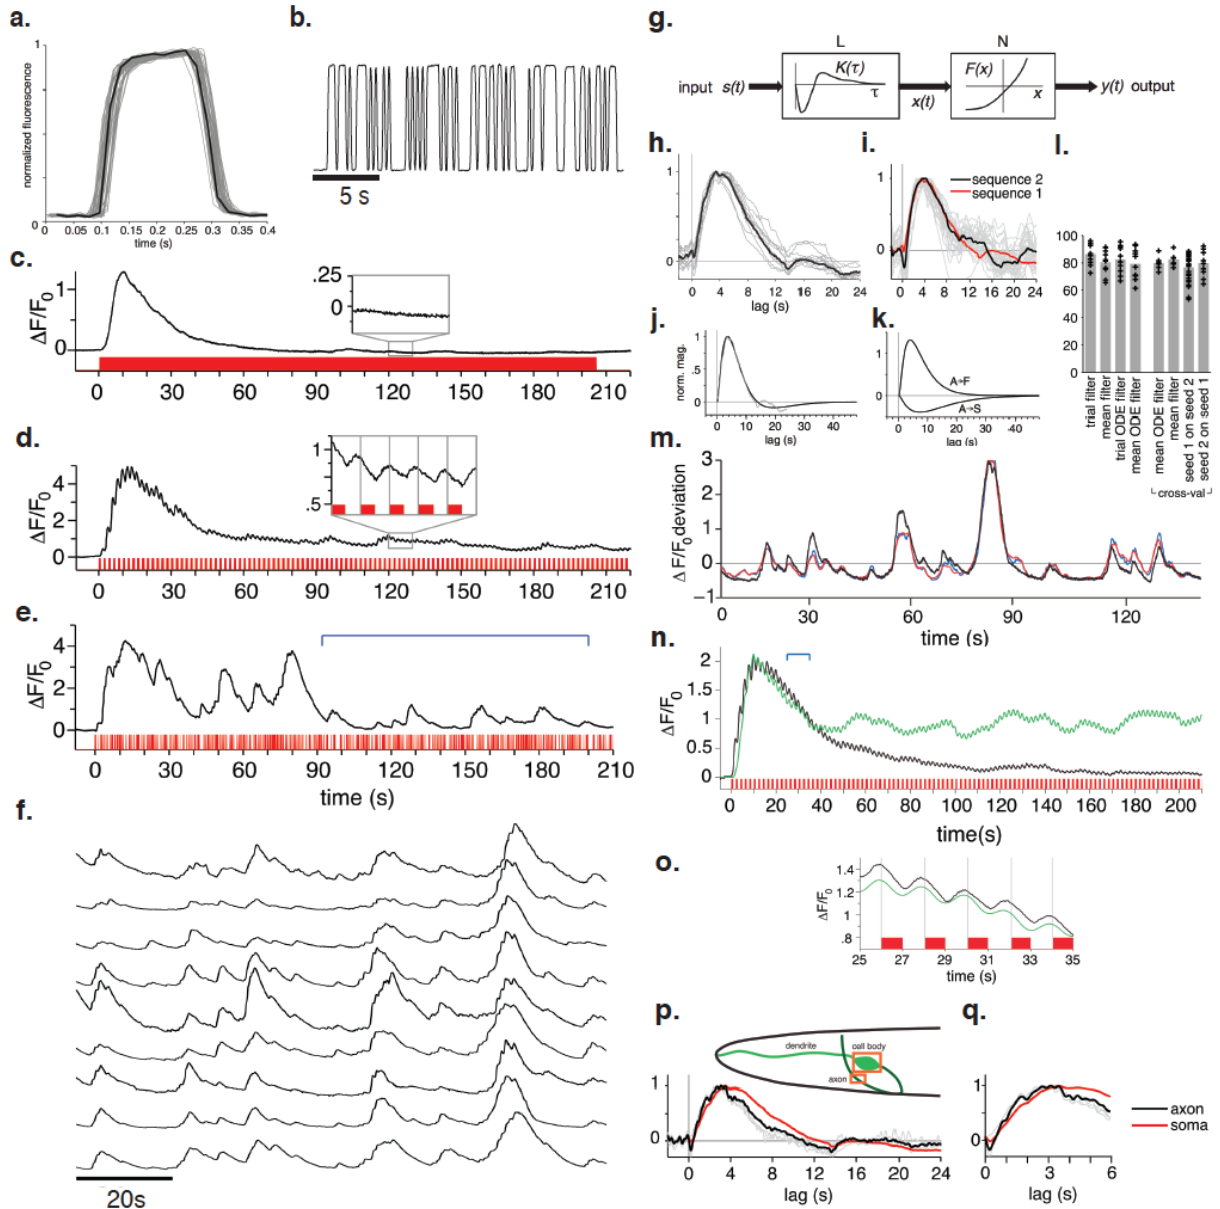 a.
1
normalized fluorescence
0
0 0.05 0.1 0.15 0.2 0.25 0.3 0.35 0.4
time (s)
b.
5 s
c.
ΔF/F0
1
0
.25
0
0 30 60 90 120 150 180 210
d.
ΔF/F0
4
2
0
1
.5
0 30 60 90 120 150 180 210
e.
ΔF/F0
4
2
0
0 30 60 90 120 150 180 210
time (s)
f.
20s
g.
L N
input s(t)
K(τ)
τ
x(t)
F(x)
x
y(t) output
h.
1
0
0 4 8 12 16 20 24
lag (s)
i.
sequence 2
sequence 1
1
0
0 4 8 12 16 20 24
lag (s)
j.
norm. mag.
1.0
.5
0
0 10 20 30 40
lag (s)
k.
1
0
A→F
A→S
0 10 20 30 40
lag (s)
l.
100
80
60
40
20
0
trial filter
mean filter
trial ODE filter
mean ODE filter
mean ODE filter
mean filter
seed 1 on seed 2
seed 2 on seed 1
cross-val
m.
Δ F/F0 deviation
3
2
1
0
−1
0 30 60 90 120
time (s)
n.
ΔF/F0
2
1.5
1
0.5
0
0 20 40 60 80 100 120 140 160 180 200
time(s)
o.
ΔF/F0
1.4
1.2
1
.8
25 27 29 31 33 35
time (s)
p.
dendrite
cell body
axon
1
0
0 4 8 12 16 20 24
lag (s)
q.
1
0
0 3 6
lag (s)
axon
soma